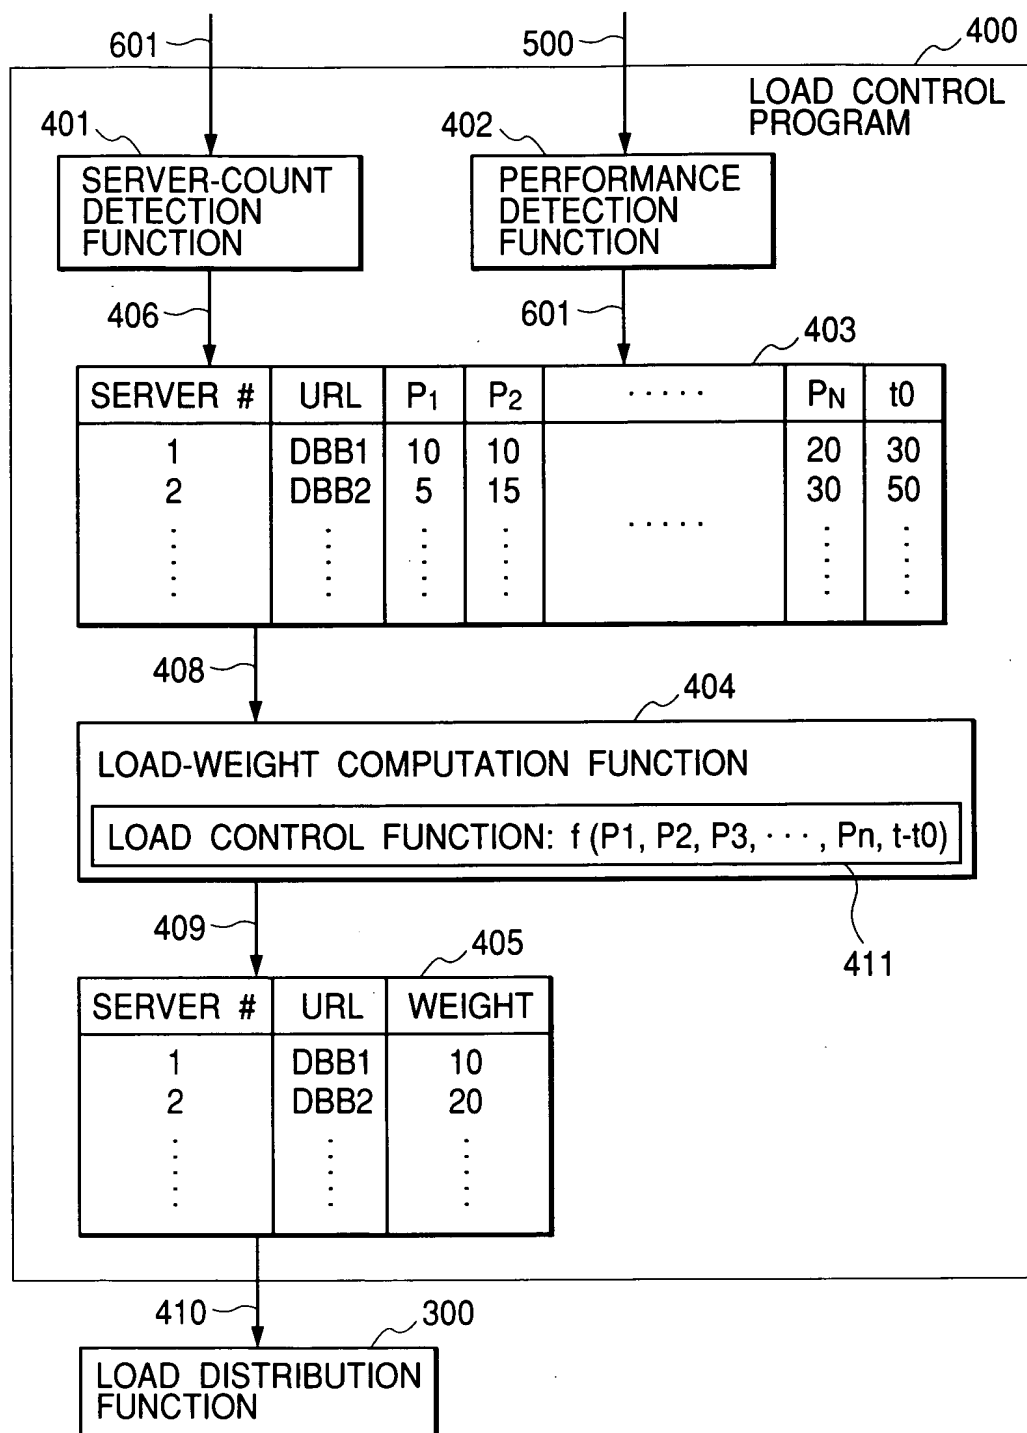 601
500
400
LOAD CONTROL
PROGRAM
401
402
SERVER-COUNT
DETECTION
FUNCTION
PERFORMANCE
DETECTION
FUNCTION
406
601
403
SERVER # URL P1 P2 ····· PN t0
1 DBB1 10 10 20 30
2 DBB2 5 15 ····· 30 50
408
404
LOAD-WEIGHT COMPUTATION FUNCTION
LOAD CONTROL FUNCTION: f (P1, P2, P3, ··· , Pn, t-t0)
409
405
411
SERVER # URL WEIGHT
1 DBB1 10
2 DBB2 20
410
300
LOAD DISTRIBUTION
FUNCTION